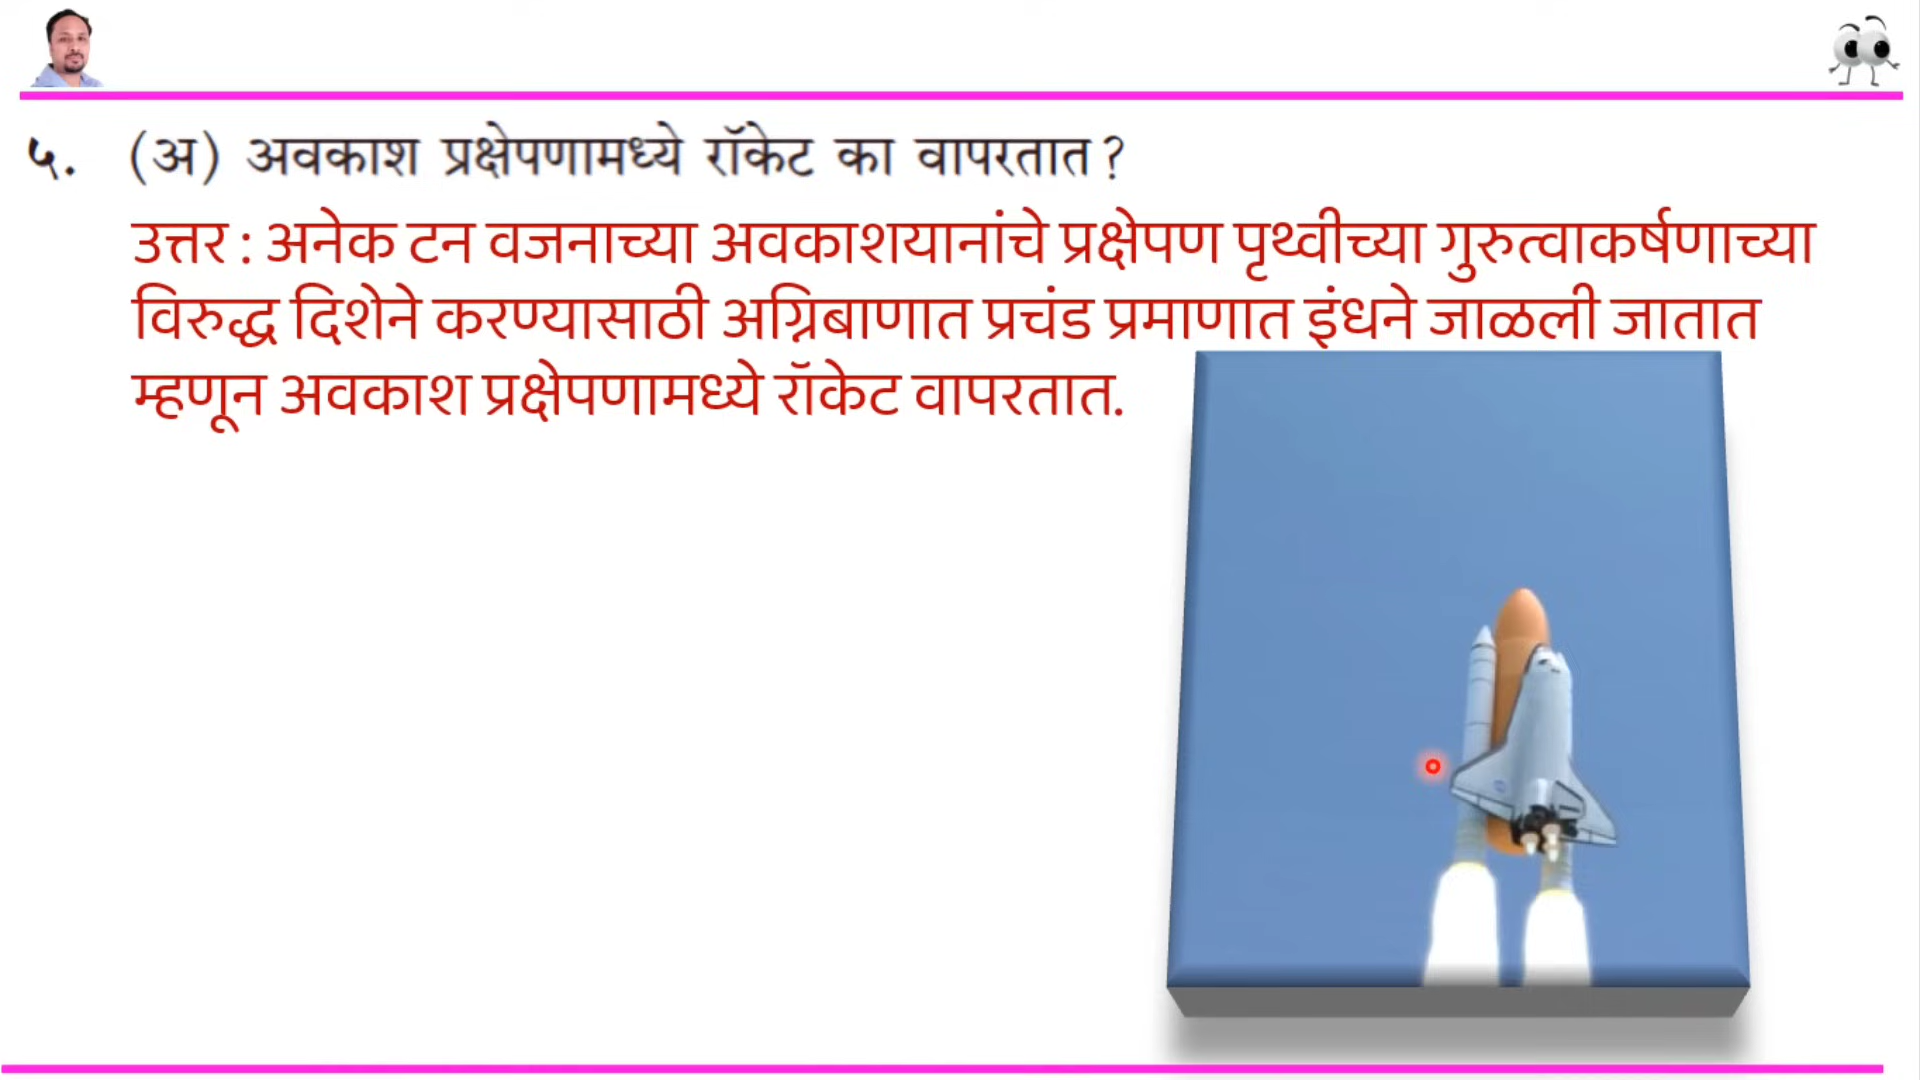 ५. (अ) अवकाश प्रक्षेपणामध्ये रॉकेट का वापरतात?
उत्तर : अनेक टन वजनाच्या अवकाशयानांचे प्रक्षेपण पृथ्वीच्या गुरुत्वाकर्षणाच्या
विरुद्ध दिशेने करण्यासाठी अग्निबाणात प्रचंड प्रमाणात इंधने जाळली जातात
म्हणून अवकाश प्रक्षेपणामध्ये रॉकेट वापरतात.